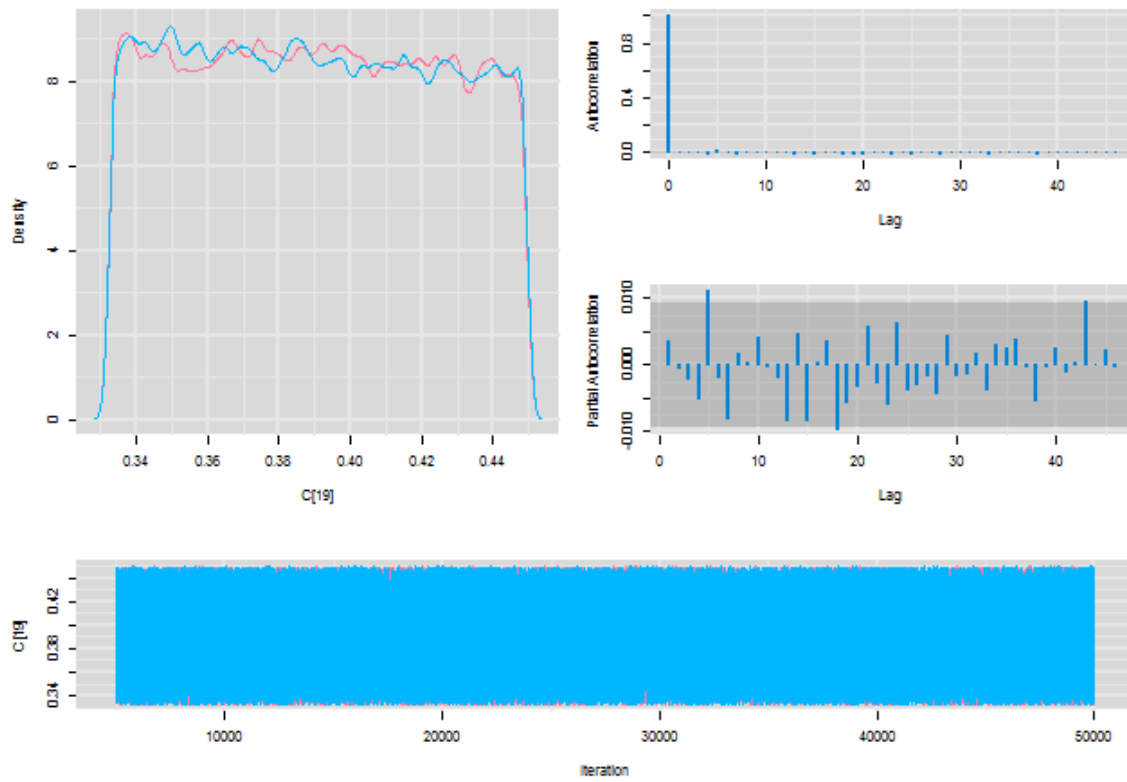 Density
0 2 4 6 8
0.34 0.36 0.38 0.40 0.42 0.44
C[19]
Autocorrelation
0.0 0.4 0.8
0 10 20 30 40
Lag
Partial Autocorrelation
-0.010 0.000 0.010
0 10 20 30 40
Lag
C[19]
0.34 0.38 0.42
10000 20000 30000 40000 50000
Iteration